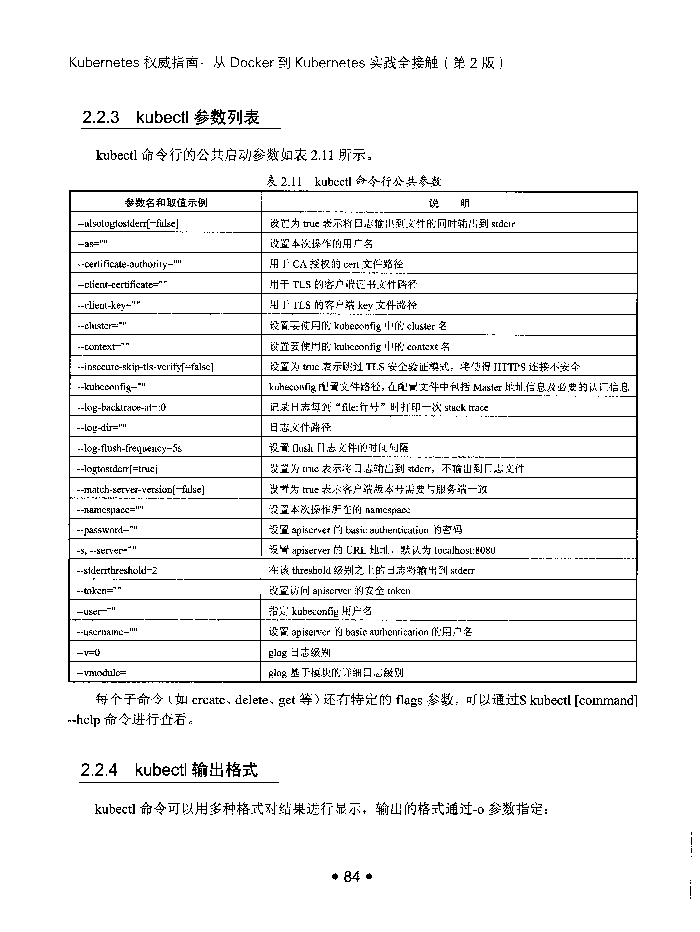 Kubernetes 权威指南：从 Docker 到 Kubernetes 实践全接触（第 2 版）
2.2.3 kubectl 参数列表
kubectl 命令行的公共启动参数如表 2.11 所示。
表 2.11 kubectl 命令行公共参数
参数名和取值示例 说 明
--alsologtostderr[=false] 设置为 true 表示将日志输出到文件的同时输出到 stderr
--as="" 设置本次操作的用户名
--certificate-authority="" 用于 CA 授权的 cert 文件路径
--client-certificate="" 用于 TLS 的客户端证书文件路径
--client-key="" 用于 TLS 的客户端 key 文件路径
--cluster="" 设置要使用的 kubeconfig 中的 cluster 名
--context="" 设置要使用的 kubeconfig 中的 context 名
--insecure-skip-tls-verify[=false] 设置为 true 表示跳过 TLS 安全验证模式，将使得 HTTPS 连接不安全
--kubeconfig="" kubeconfig 配置文件路径，在配置文件中包括 Master 地址信息及必要的认证信息
--log-backtrace-at=:0 记录日志每到“file:行号”时打印一次 stack trace
--log-dir="" 日志文件路径
--log-flush-frequency=5s 设置 flush 日志文件的时间间隔
--logtostderr[=true] 设置为 true 表示将日志输出到 stderr，不输出到日志文件
--match-server-version[=false] 设置为 true 表示客户端版本号需要与服务端一致
--namespace="" 设置本次操作所在的 namespace
--password="" 设置 apiserver 的 basic authentication 的密码
-s, --server="" 设置 apiserver 的 URL 地址，默认为 localhost:8080
--stderrthreshold=2 在该 threshold 级别之上的日志将输出到 stderr
--token="" 设置访问 apiserver 的安全 token
--user="" 指定 kubeconfig 用户名
--username="" 设置 apiserver 的 basic authentication 的用户名
--v=0 glog 日志级别
--vmodule= glog 基于模块的详细日志级别
每个子命令（如 create、delete、get 等）还有特定的 flags 参数，可以通过$ kubectl [command]
--help 命令进行查看。
2.2.4 kubectl 输出格式
kubectl 命令可以用多种格式对结果进行显示，输出的格式通过-o 参数指定：
• 84 •